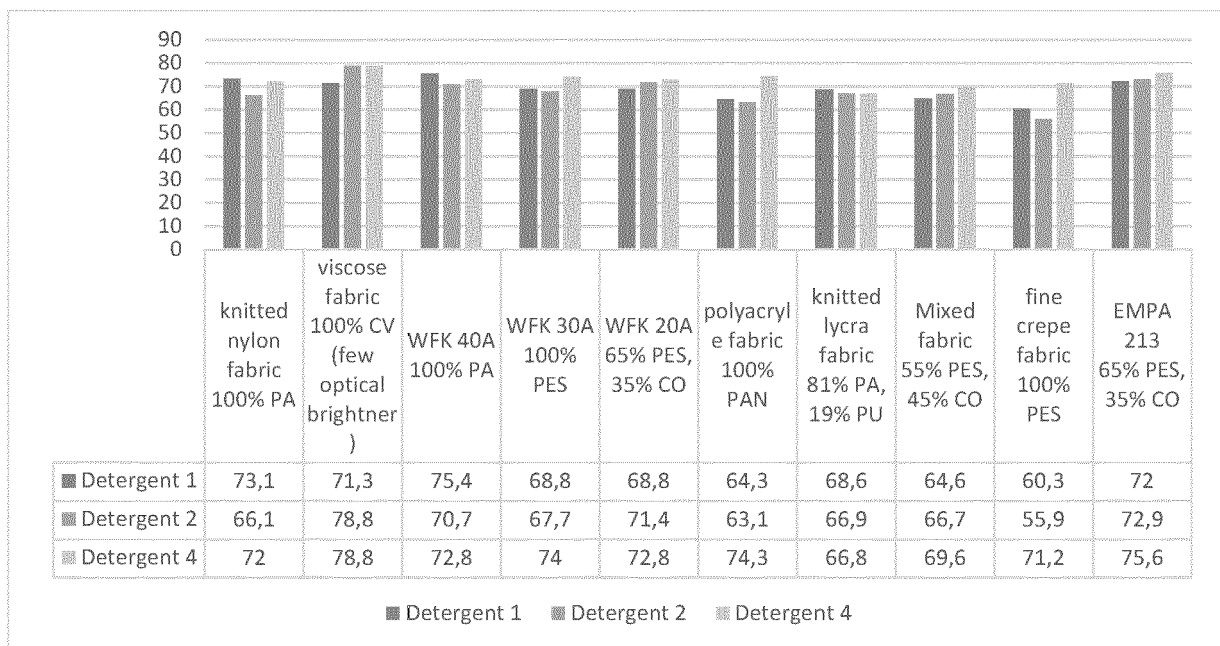 90
80
70
60
50
40
30
20
10
0
knitted
nylon
fabric
100% PA
viscose
fabric
100% CV
(few
optical
brightner
)
WFK 40A
100% PA
WFK 30A
100%
PES
WFK 20A
65% PES,
35% CO
polyacryl
e fabric
100%
PAN
knitted
lycra
fabric
81% PA,
19% PU
Mixed
fabric
55% PES,
45% CO
fine
crepe
fabric
100%
PES
EMPA
213
65% PES,
35% CO
Detergent 1 73,1 71,3 75,4 68,8 68,8 64,3 68,6 64,6 60,3 72
Detergent 2 66,1 78,8 70,7 67,7 71,4 63,1 66,9 66,7 55,9 72,9
Detergent 4 72 78,8 72,8 74 72,8 74,3 66,8 69,6 71,2 75,6
Detergent 1 Detergent 2 Detergent 4